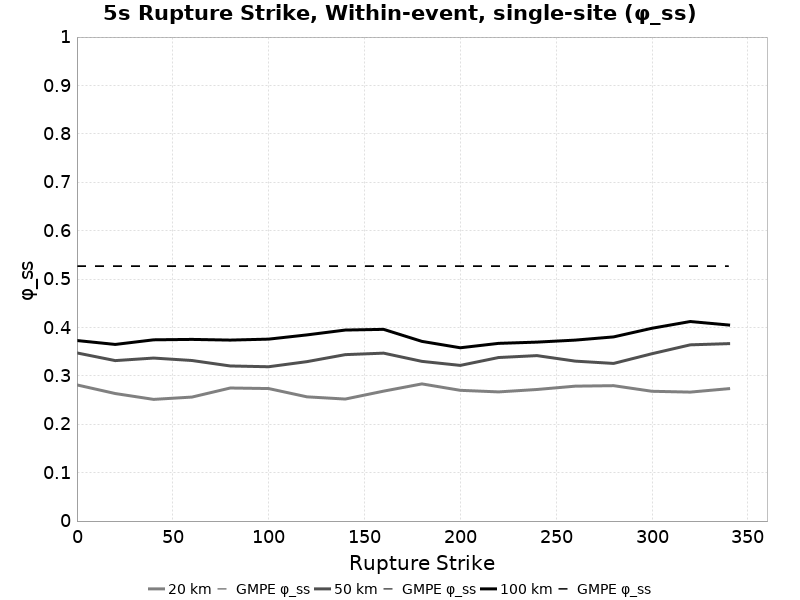 5s Rupture Strike, Within-event, single-site (φ_ss)
1
0.9
0.8
0.7
0.6
0.5
0.4
0.3
0.2
0.1
0
φ_ss
0 50 100 150 200 250 300 350
Rupture Strike
20 km GMPE φ_ss 50 km GMPE φ_ss 100 km GMPE φ_ss